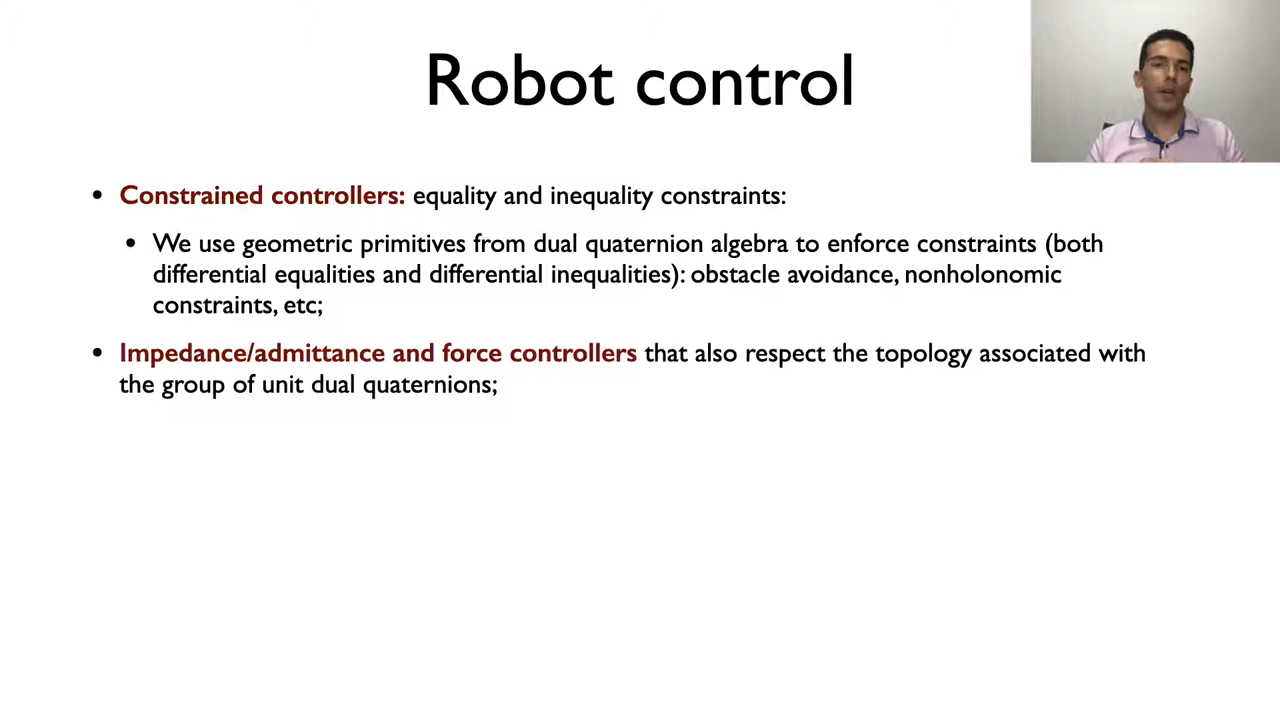 Robot control
• Constrained controllers: equality and inequality constraints:
• We use geometric primitives from dual quaternion algebra to enforce constraints (both
differential equalities and differential inequalities): obstacle avoidance, nonholonomic
constraints, etc;
• Impedance/admittance and force controllers that also respect the topology associated with
the group of unit dual quaternions;